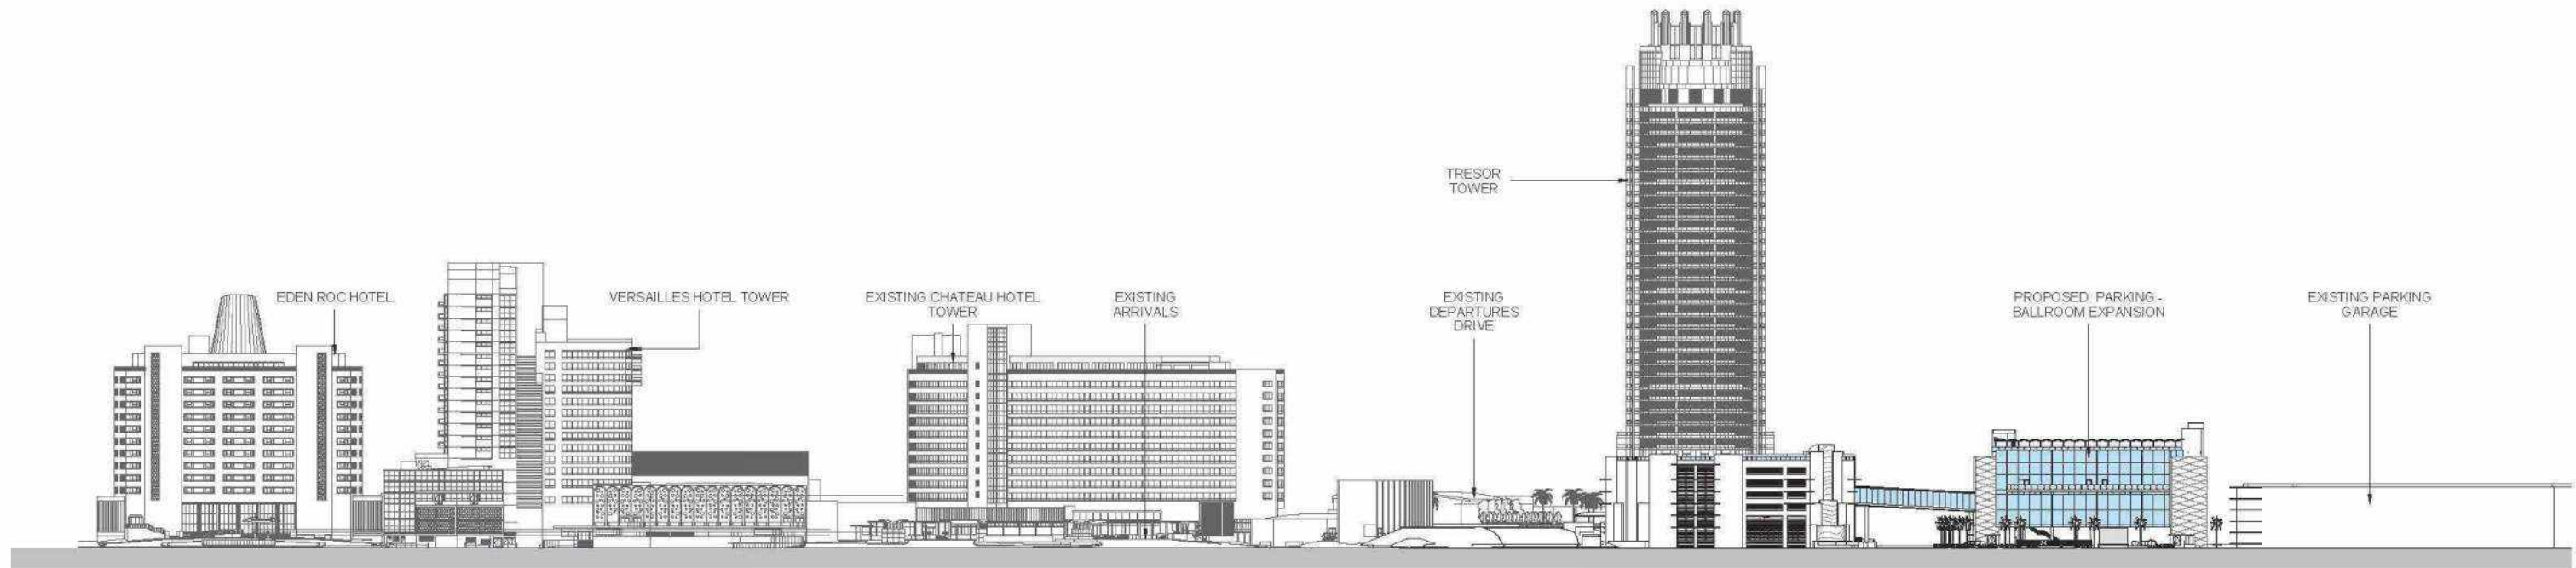 EDEN ROC HOTEL
VERSAILLES HOTEL TOWER
EXISTING CHATEAU HOTEL
TOWER
EXISTING
ARRIVALS
EXISTING
DEPARTURES
DRIVE
TRESOR
TOWER
PROPOSED PARKING -
BALLROOM EXPANSION
EXISTING PARKING
GARAGE